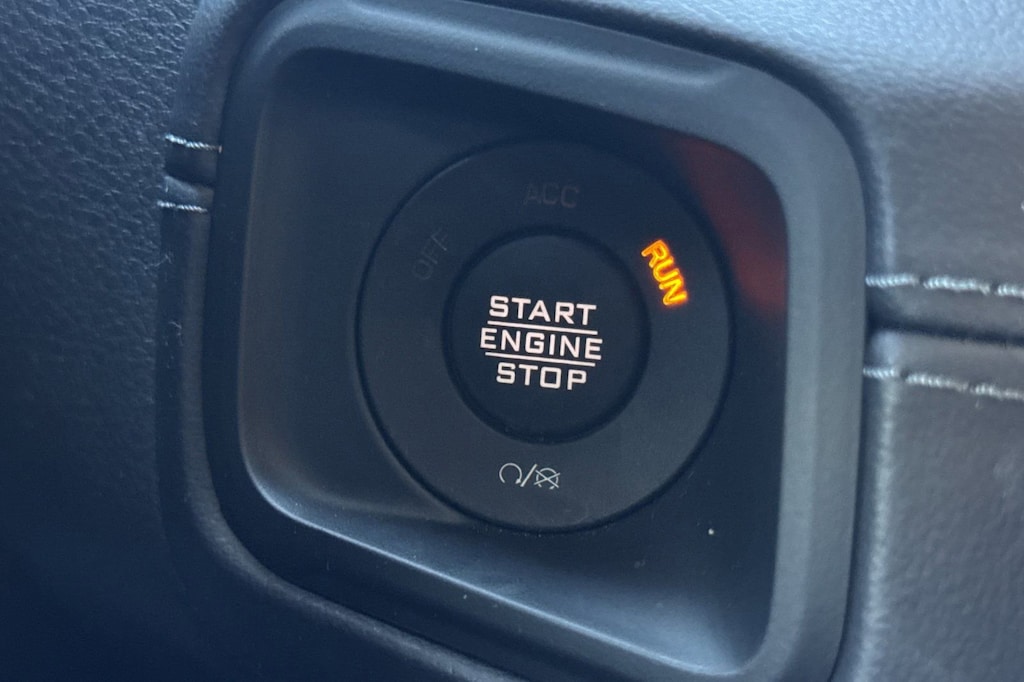 ACC
OFF
RUN
START
ENGINE
STOP